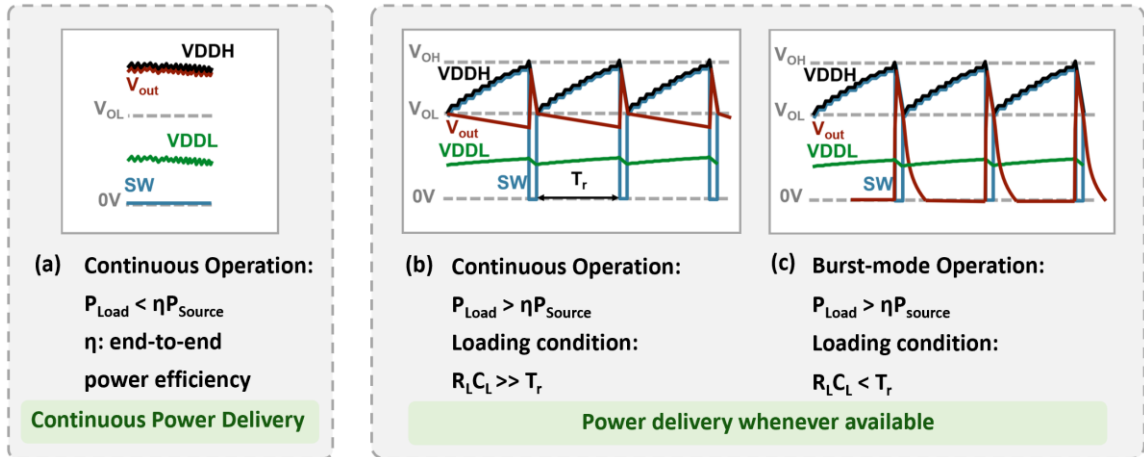 VDDH
Vout
VOL
VDDL
SW
0V
(a) Continuous Operation:
PLoad < ηPSource
η: end-to-end
power efficiency
Continuous Power Delivery
VOH
VDDH
VOL
Vout
VDDL
SW
Tr
0V
(b) Continuous Operation:
PLoad > ηPSource
Loading condition:
RLCL >> Tr
VOH
VDDH
VOL
Vout
VDDL
SW
0V
(c) Burst-mode Operation:
PLoad > ηPsource
Loading condition:
RLCL < Tr
Power delivery whenever available